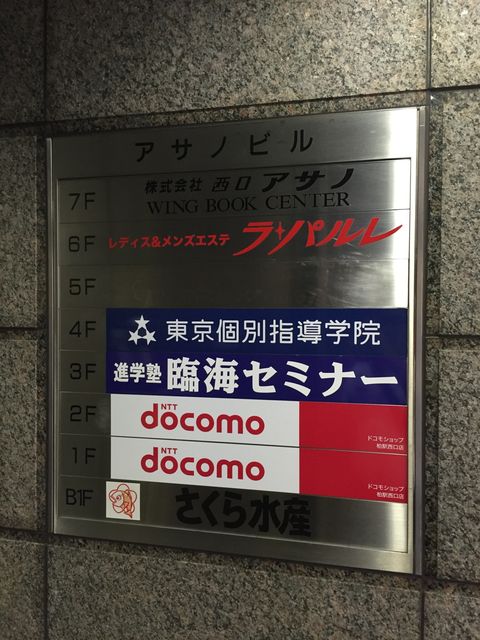 アサノビル
7F 株式会社 西口 アサノ
WING BOOK CENTER
6F レディス&メンズエステ ラ・パルレ
5F
4F 東京個別指導学院
3F 進学塾 臨海セミナー
2F NTT docomo
ドコモショップ
柏駅西口店
1F NTT docomo
ドコモショップ
柏駅西口店
B1F さくら水産